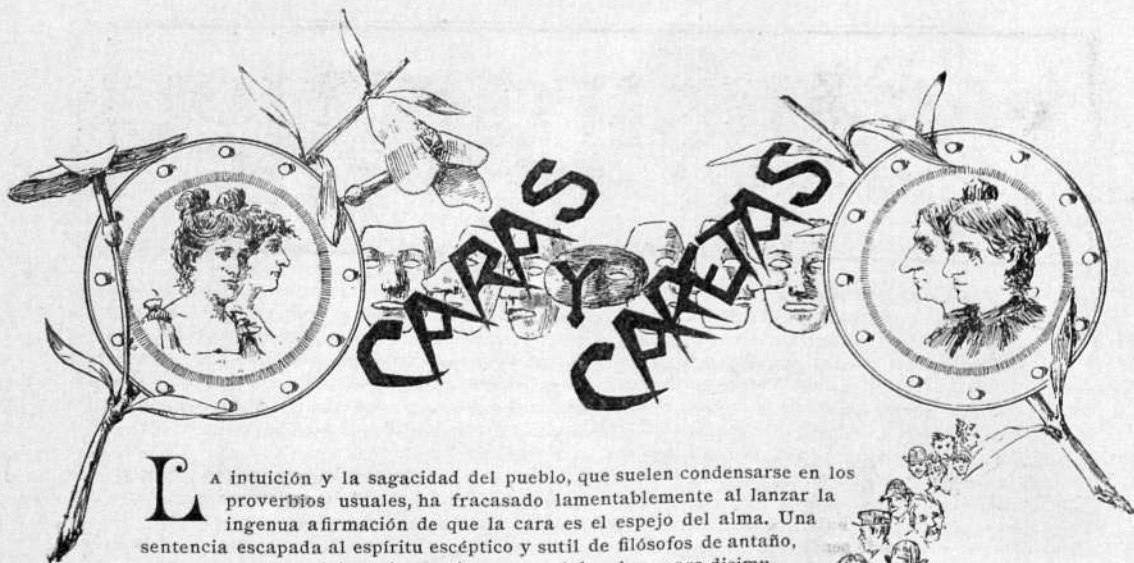 CARAS
Y
CARETAS
LA intuición y la sagacidad del pueblo, que suelen condensarse en los
proverbios usuales, ha fracasado lamentablemente al lanzar la
ingenua afirmación de que la cara es el espejo del alma. Una
sentencia escapada al espíritu escéptico y sutil de filósofos de antaño,